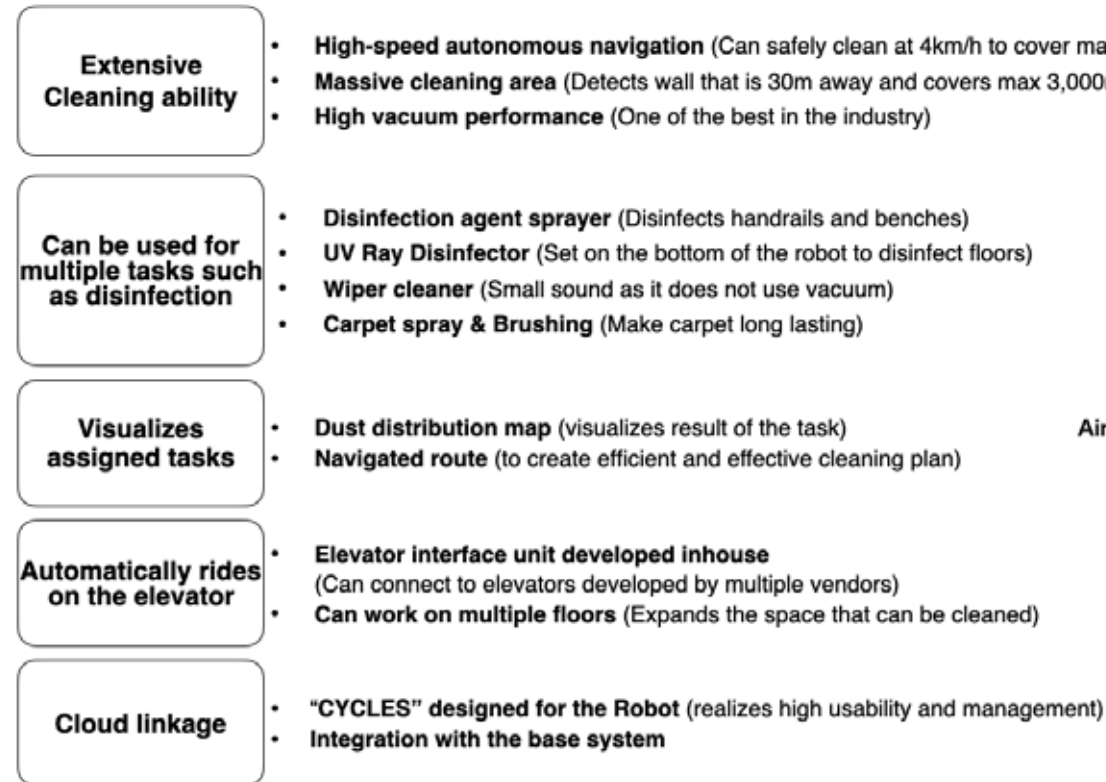 Extensive
Cleaning ability
• High-speed autonomous navigation (Can safely clean at 4km/h to cover
• Massive cleaning area (Detects wall that is 30m away and covers max 3,000
• High vacuum performance (One of the best in the industry)
Can be used for
multiple tasks such
as disinfection
• Disinfection agent sprayer (Disinfects handrails and benches)
• UV Ray Disinfector (Set on the bottom of the robot to disinfect floors)
• Wiper cleaner (Small sound as it does not use vacuum)
• Carpet spray & Brushing (Make carpet long lasting)
Visualizes
assigned tasks
• Dust distribution map (visualizes result of the task)
• Navigated route (to create efficient and effective cleaning plan)
Automatically rides
on the elevator
• Elevator interface unit developed inhouse
(Can connect to elevators developed by multiple vendors)
• Can work on multiple floors (Expands the space that can be cleaned)
Cloud linkage
• “CYCLES” designed for the Robot (realizes high usability and management)
• Integration with the base system